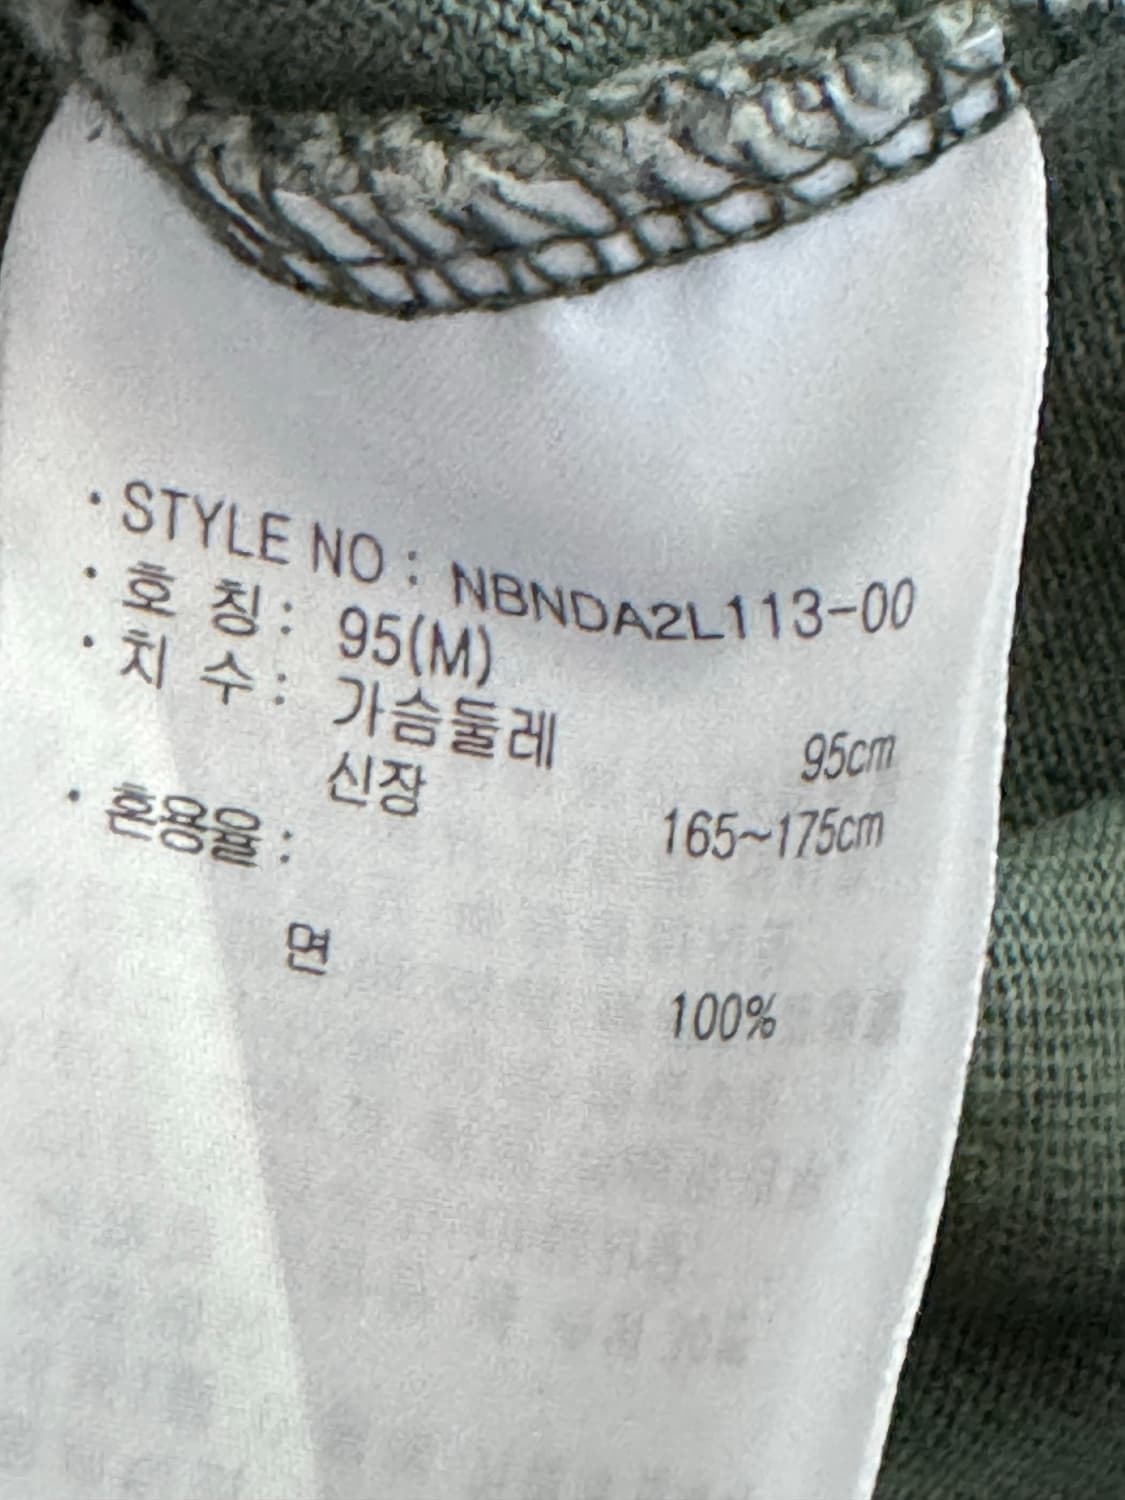 · STYLE NO : NBNDA2L113-00
· 호 칭 : 95(M)
· 치 수 : 가슴둘레 95cm
신장 165~175cm
· 혼용율 :
면 100%